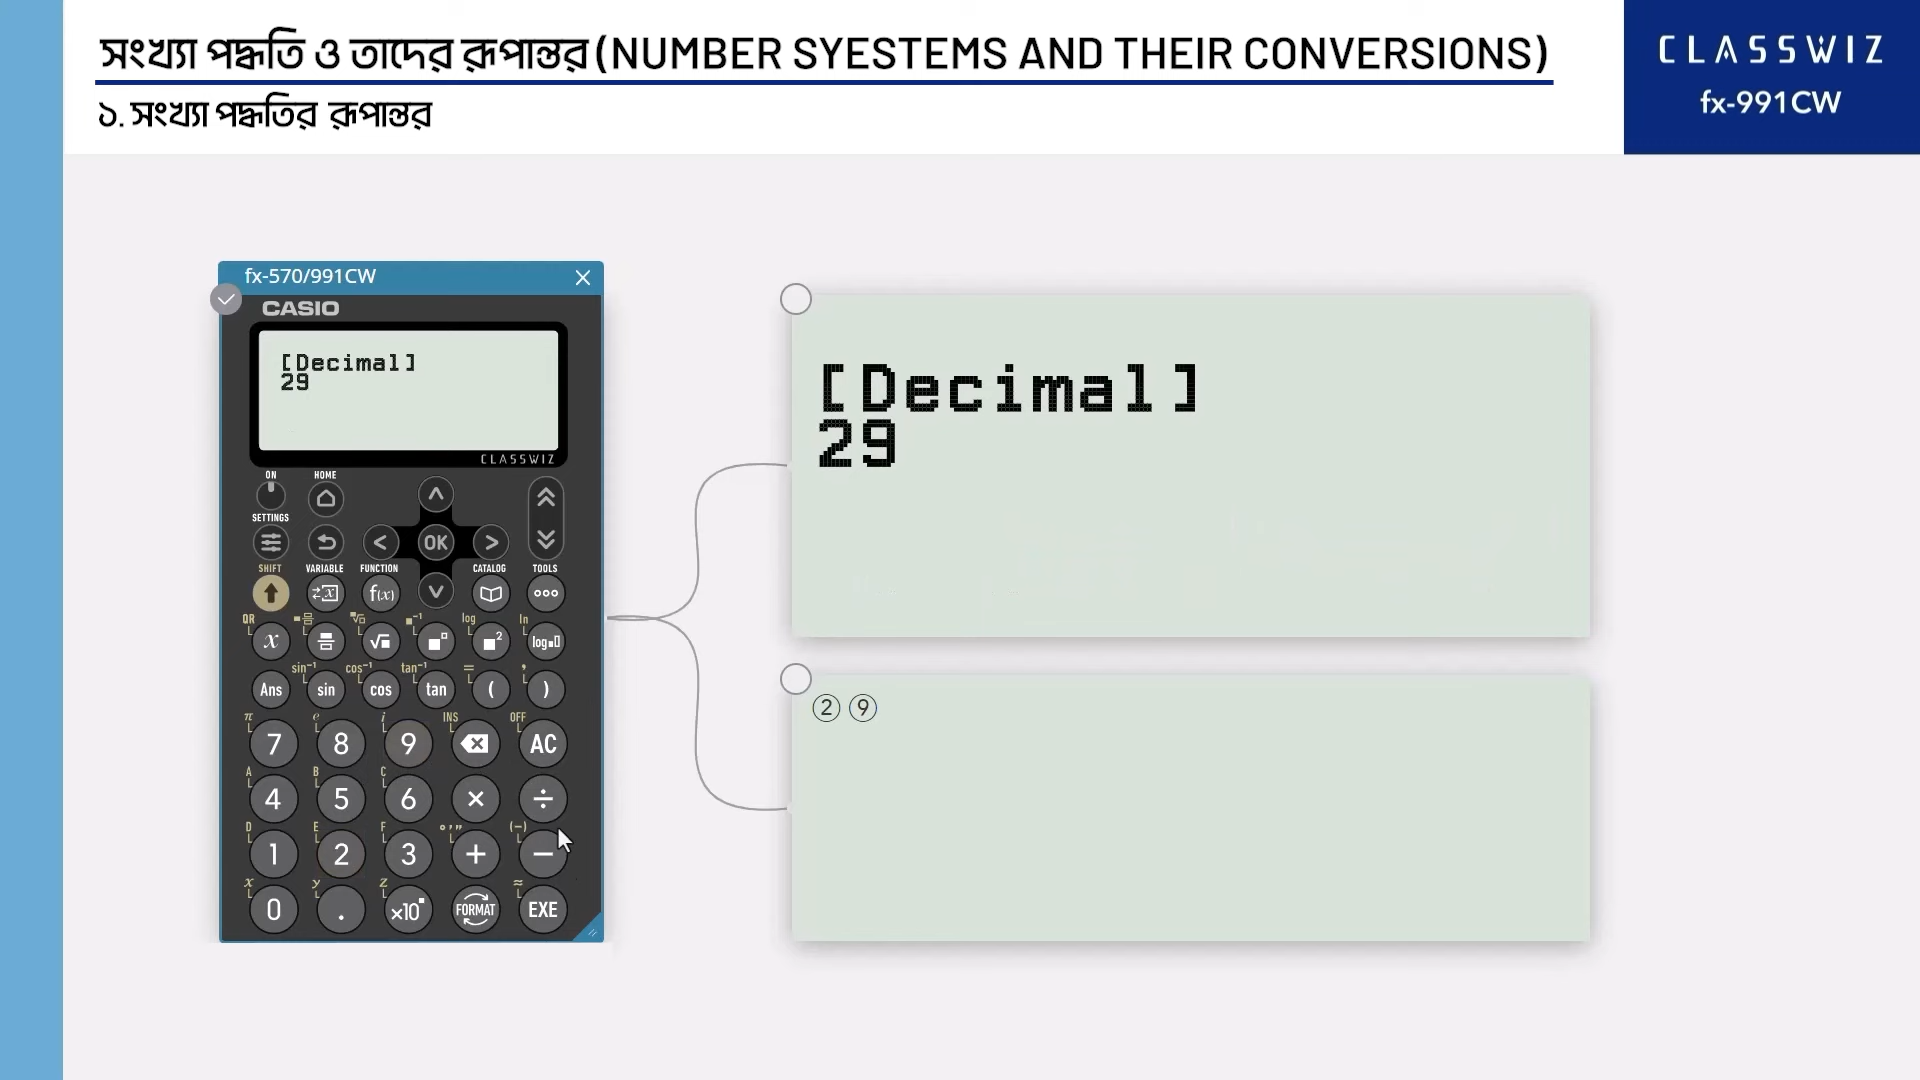 সংখ্যা পদ্ধতি ও তাদের রূপান্তর (NUMBER SYESTEMS AND THEIR CONVERSIONS)
১. সংখ্যা পদ্ধতির রূপান্তর
CLASSWIZ
fx-991CW
fx-570/991CW
CASIO
[Decimal]
29
CLASSWIZ
ON HOME
SETTINGS
OK
SHIFT VARIABLE FUNCTION CATALOG TOOLS
x f(x)
QR log ln
x √ log
sin⁻¹ cos⁻¹ tan⁻¹ = ,
Ans sin cos tan ( )
π e i INS OFF
7 8 9 AC
A B C
4 5 6 × ÷
D E F °’” (−)
1 2 3 + −
x y z ≈
0 . ×10 FORMAT EXE
[Decimal]
29
2 9